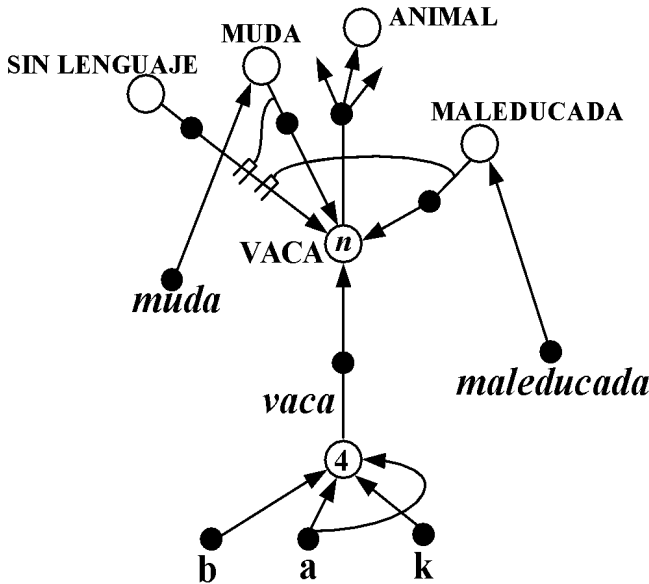 ANIMAL
MUDA
SIN LENGUAJE
MALEDUCADA
VACA n
muda
maleducada
vaca
4
b a k